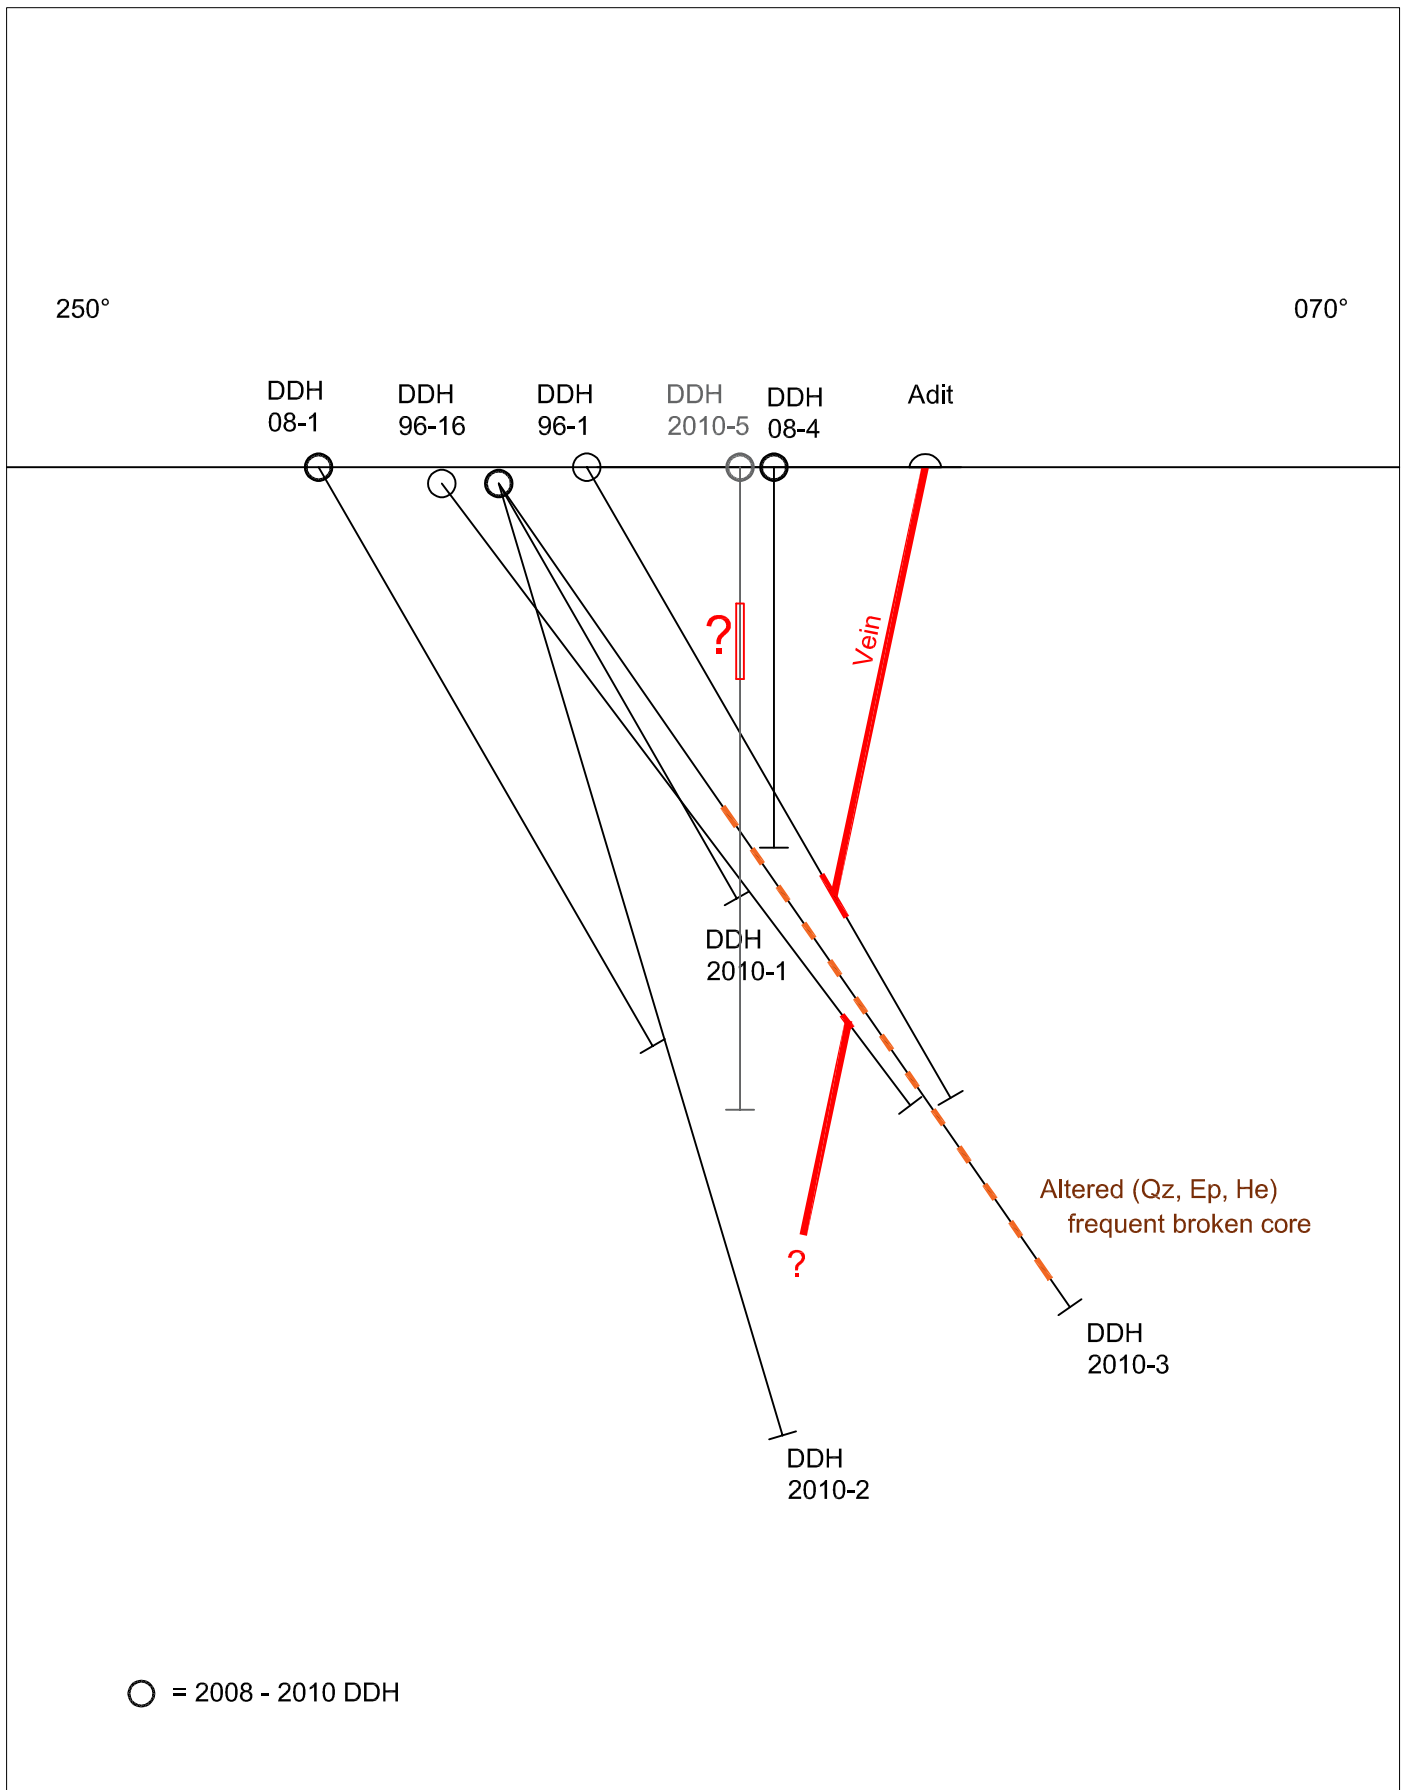 250°
070°
DDH
08-1
DDH
96-16
DDH
96-1
DDH
2010-5
DDH
08-4
Adit
?
Vein
DDH
2010-1
Altered (Qz, Ep, He)
frequent broken core
?
DDH
2010-3
DDH
2010-2
= 2008 - 2010 DDH